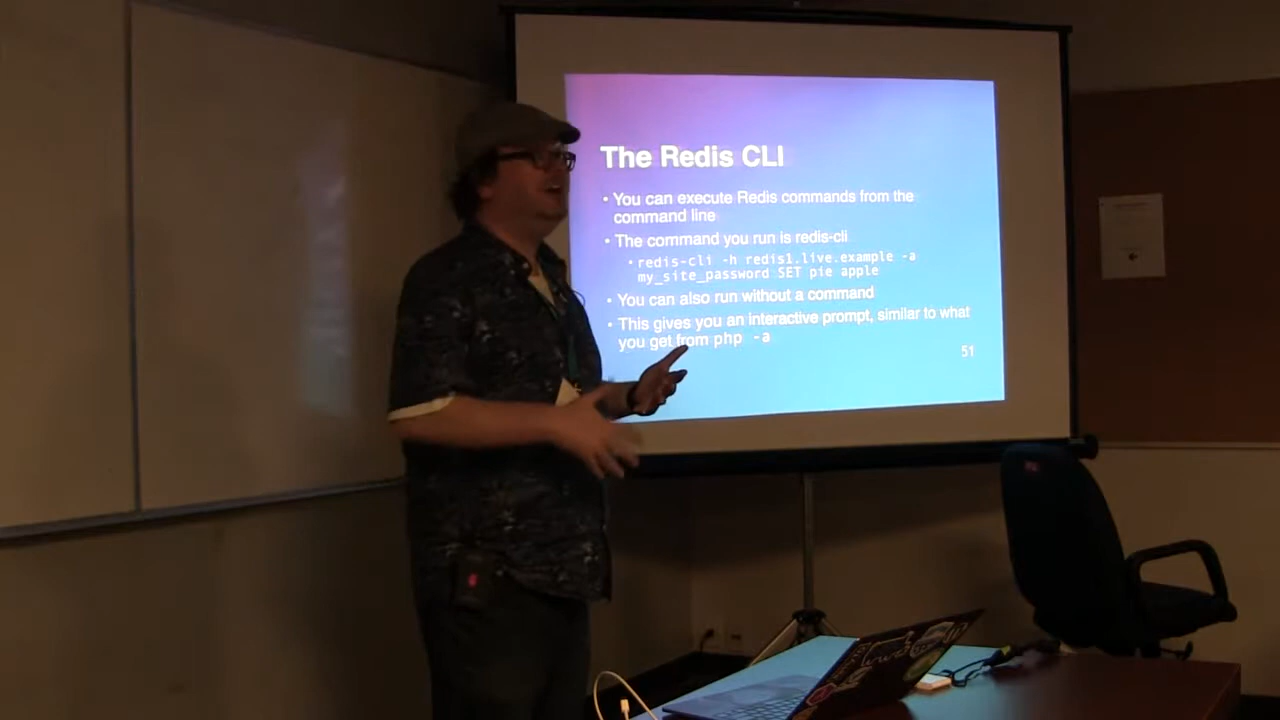 The Redis CLI
• You can execute Redis commands from the
command line
• The command you run is redis-cli
• redis-cli -h redis1.live.example -a
my_site_password SET pie apple
• You can also run without a command
• This gives you an interactive prompt, similar to what
you get from php -a
51